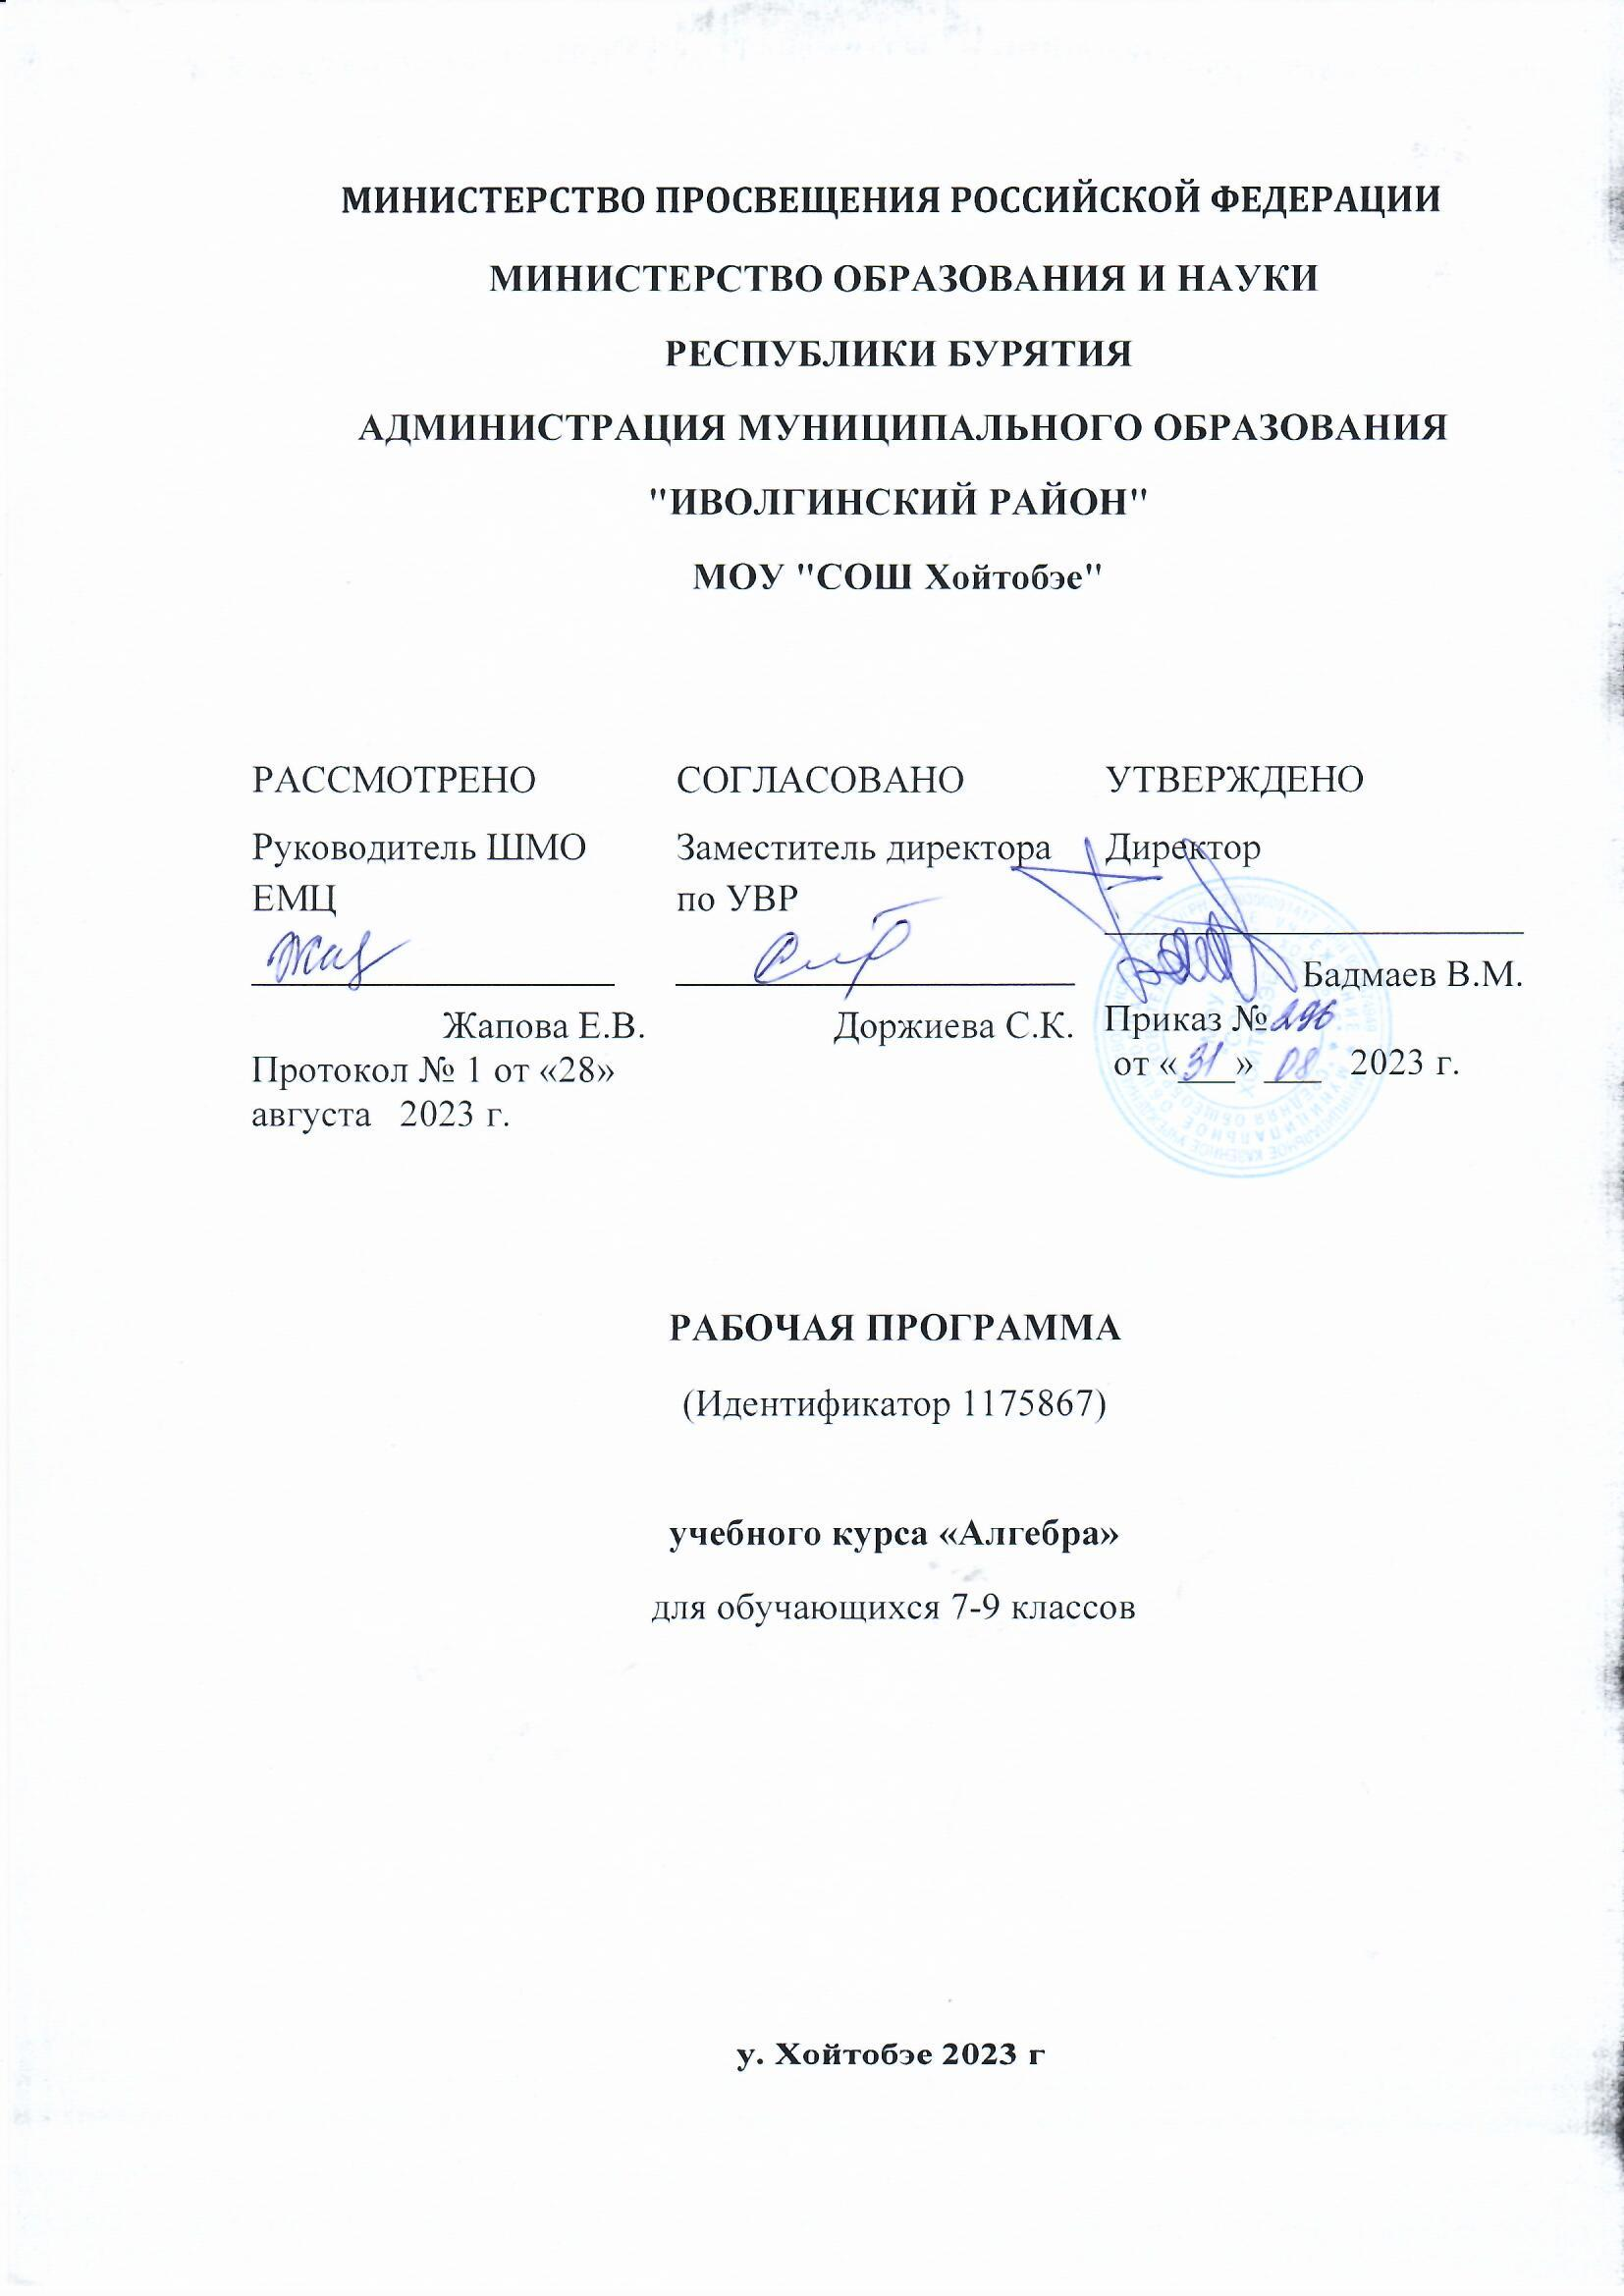 МИНИСТЕРСТВО ПРОСВЕЩЕНИЯ РОССИЙСКОЙ ФЕДЕРАЦИИ
МИНИСТЕРСТВО ОБРАЗОВАНИЯ И НАУКИ
РЕСПУБЛИКИ БУРЯТИЯ
АДМИНИСТРАЦИЯ МУНИЦИПАЛЬНОГО ОБРАЗОВАНИЯ
"ИВОЛГИНСКИЙ РАЙОН"
МОУ "СОШ Хойтобэе"
РАССМОТРЕНО
Руководитель ШМО
ЕМЦ
Жапова Е.В.
Протокол № 1 от «28»
августа 2023 г.
СОГЛАСОВАНО
Заместитель директора
по УВР
Доржиева С.К.
УТВЕРЖДЕНО
Директор
Бадмаев В.М.
Приказ № 296
от «31» 08 2023 г.
РАБОЧАЯ ПРОГРАММА
(Идентификатор 1175867)
учебного курса «Алгебра»
для обучающихся 7-9 классов
у. Хойтобэе 2023 г